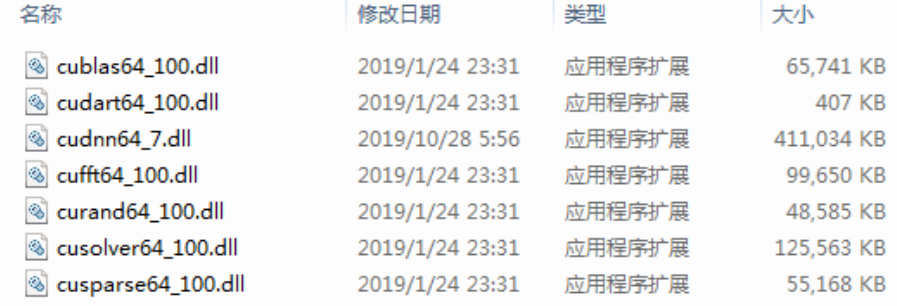 名称 修改日期 类型 大小
cublas64_100.dll 2019/1/24 23:31 应用程序扩展 65,741 KB
cudart64_100.dll 2019/1/24 23:31 应用程序扩展 407 KB
cudnn64_7.dll 2019/10/28 5:56 应用程序扩展 411,034 KB
cufft64_100.dll 2019/1/24 23:31 应用程序扩展 99,650 KB
curand64_100.dll 2019/1/24 23:31 应用程序扩展 48,585 KB
cusolver64_100.dll 2019/1/24 23:31 应用程序扩展 125,563 KB
cusparse64_100.dll 2019/1/24 23:31 应用程序扩展 55,168 KB